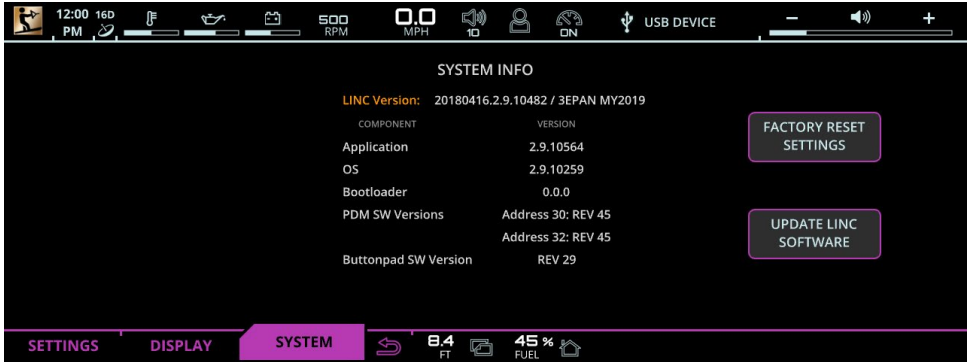 12:00 16D
PM
500
RPM
0.0
MPH
10
ON
USB DEVICE
− +
SYSTEM INFO
LINC Version: 20180416.2.9.10482 / 3EPAN MY2019
COMPONENT VERSION
Application 2.9.10564
OS 2.9.10259
Bootloader 0.0.0
PDM SW Versions Address 30: REV 45
Address 32: REV 45
Buttonpad SW Version REV 29
FACTORY RESET
SETTINGS
UPDATE LINC
SOFTWARE
SETTINGS DISPLAY SYSTEM
8.4
FT
45 %
FUEL